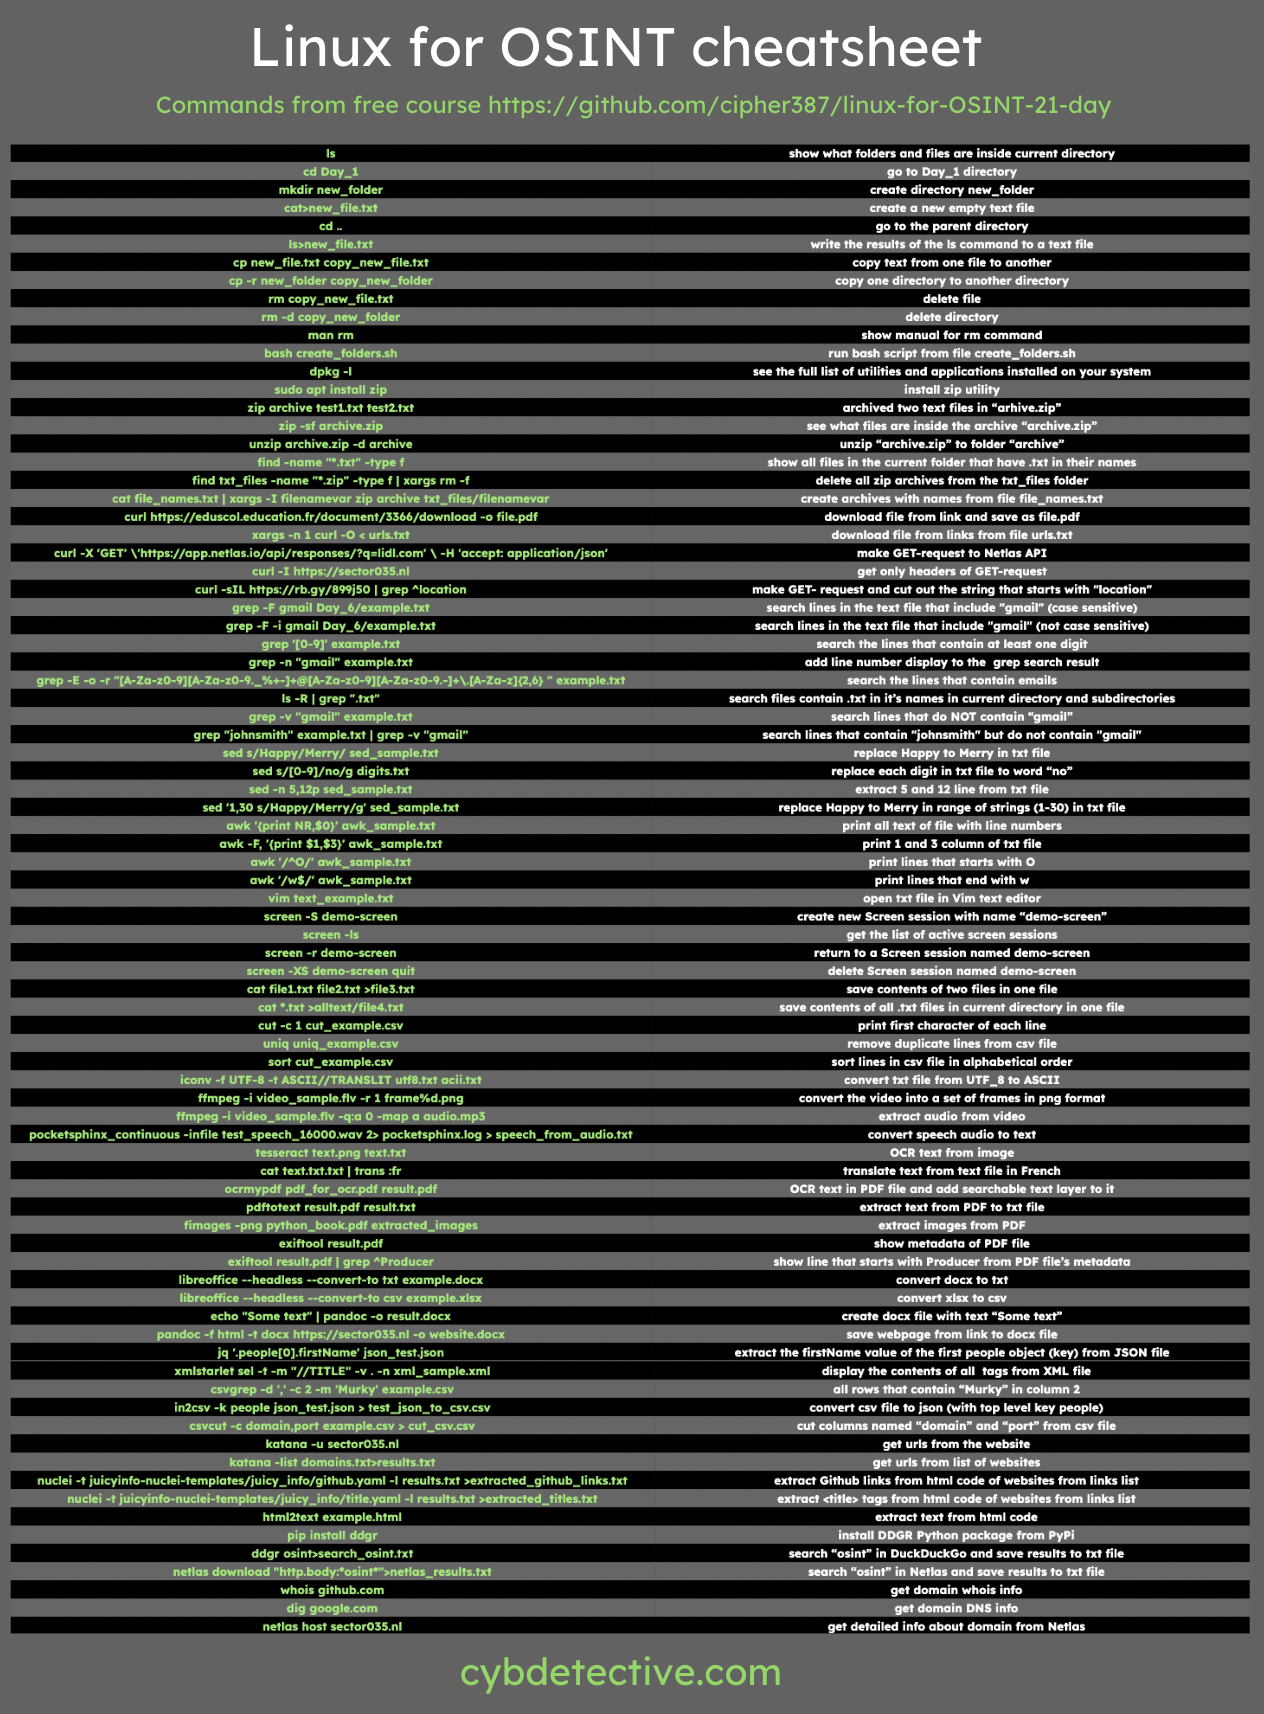 Linux for OSINT cheatsheet
Commands from free course https://github.com/cipher387/linux-for-OSINT-21-day
ls show what folders and files are inside current directory
cd Day_1 go to Day_1 directory
mkdir new_folder create directory new_folder
cat>new_file.txt create a new empty text file
cd .. go to the parent directory
ls>new_file.txt write the results of the ls command to a text file
cp new_file.txt copy_new_file.txt copy text from one file to another
cp -r new_folder copy_new_folder copy one directory to another directory
rm copy_new_file.txt delete file
rm -d copy_new_folder delete directory
man rm show manual for rm command
bash create_folders.sh run bash script from file create_folders.sh
dpkg -l see the full list of utilities and applications installed on your system
sudo apt install zip install zip utility
zip archive test1.txt test2.txt archived two text files in “arhive.zip”
zip -sf archive.zip see what files are inside the archive “archive.zip”
unzip archive.zip -d archive unzip “archive.zip” to folder “archive”
find -name "*.txt" -type f show all files in the current folder that have .txt in their names
find txt_files -name "*.zip" -type f | xargs rm -f delete all zip archives from the txt_files folder
cat file_names.txt | xargs -I filenamevar zip archive txt_files/filenamevar create archives with names from file file_names.txt
curl https://eduscol.education.fr/document/3366/download -o file.pdf download file from link and save as file.pdf
xargs -n 1 curl -O < urls.txt download file from links from file urls.txt
curl -X 'GET' \'https://app.netlas.io/api/responses/?q=lidl.com' \ -H 'accept: application/json' make GET-request to Netlas API
curl -I https://sector035.nl get only headers of GET-request
curl -sIL https://rb.gy/899j50 | grep ^location make GET- request and cut out the string that starts with "location"
grep -F gmail Day_6/example.txt search lines in the text file that include "gmail" (case sensitive)
grep -F -i gmail Day_6/example.txt search lines in the text file that include "gmail" (not case sensitive)
grep '[0-9]' example.txt search the lines that contain at least one digit
grep -n "gmail" example.txt add line number display to the  grep search result
grep -E -o -r "[A-Za-z0-9][A-Za-z0-9._%+-]+@[A-Za-z0-9][A-Za-z0-9.-]+\.[A-Za-z]{2,6} " example.txt search the lines that contain emails
ls -R | grep ".txt" search files contain .txt in it’s names in current directory and subdirectories
grep -v "gmail" example.txt search lines that do NOT contain “gmail”
grep "johnsmith" example.txt | grep -v "gmail" search lines that contain "johnsmith" but do not contain "gmail"
sed s/Happy/Merry/ sed_sample.txt replace Happy to Merry in txt file
sed s/[0-9]/no/g digits.txt replace each digit in txt file to word “no”
sed -n 5,12p sed_sample.txt extract 5 and 12 line from txt file
sed '1,30 s/Happy/Merry/g' sed_sample.txt replace Happy to Merry in range of strings (1-30) in txt file
awk '{print NR,$0}' awk_sample.txt print all text of file with line numbers
awk -F, '{print $1,$3}' awk_sample.txt print 1 and 3 column of txt file
awk '/^O/' awk_sample.txt print lines that starts with O
awk '/w$/' awk_sample.txt print lines that end with w
vim text_example.txt open txt file in Vim text editor
screen -S demo-screen create new Screen session with name “demo-screen”
screen -ls get the list of active screen sessions
screen -r demo-screen return to a Screen session named demo-screen
screen -XS demo-screen quit delete Screen session named demo-screen
cat file1.txt file2.txt >file3.txt save contents of two files in one file
cat *.txt >alltext/file4.txt save contents of all .txt files in current directory in one file
cut -c 1 cut_example.csv print first character of each line
uniq uniq_example.csv remove duplicate lines from csv file
sort cut_example.csv sort lines in csv file in alphabetical order
iconv -f UTF-8 -t ASCII//TRANSLIT utf8.txt acii.txt convert txt file from UTF_8 to ASCII
ffmpeg -i video_sample.flv -r 1 frame%d.png convert the video into a set of frames in png format
ffmpeg -i video_sample.flv -q:a 0 -map a audio.mp3 extract audio from video
pocketsphinx_continuous -infile test_speech_16000.wav 2> pocketsphinx.log > speech_from_audio.txt convert speech audio to text
tesseract text.png text.txt OCR text from image
cat text.txt.txt | trans :fr translate text from text file in French
ocrmypdf pdf_for_ocr.pdf result.pdf OCR text in PDF file and add searchable text layer to it
pdftotext result.pdf result.txt extract text from PDF to txt file
fimages -png python_book.pdf extracted_images extract images from PDF
exiftool result.pdf show metadata of PDF file
exiftool result.pdf | grep ^Producer show line that starts with Producer from PDF file’s metadata
libreoffice --headless --convert-to txt example.docx convert docx to txt
libreoffice --headless --convert-to csv example.xlsx convert xlsx to csv
echo "Some text" | pandoc -o result.docx create docx file with text “Some text”
pandoc -f html -t docx https://sector035.nl -o website.docx save webpage from link to docx file
jq '.people[0].firstName' json_test.json extract the firstName value of the first people object (key) from JSON file
xmlstarlet sel -t -m "//TITLE" -v . -n xml_sample.xml display the contents of all  tags from XML file
csvgrep -d ',' -c 2 -m 'Murky' example.csv all rows that contain “Murky” in column 2
in2csv -k people json_test.json > test_json_to_csv.csv convert csv file to json (with top level key people)
csvcut -c domain,port example.csv > cut_csv.csv cut columns named “domain” and “port” from csv file
katana -u sector035.nl get urls from the website
katana -list domains.txt>results.txt get urls from list of websites
nuclei -t juicyinfo-nuclei-templates/juicy_info/github.yaml -l results.txt >extracted_github_links.txt extract Github links from html code of websites from links list
nuclei -t juicyinfo-nuclei-templates/juicy_info/title.yaml -l results.txt >extracted_titles.txt extract <title> tags from html code of websites from links list
html2text example.html extract text from html code
pip install ddgr install DDGR Python package from PyPi
ddgr osint>search_osint.txt search “osint” in DuckDuckGo and save results to txt file
netlas download "http.body:*osint*">netlas_results.txt search “osint” in Netlas and save results to txt file
whois github.com get domain whois info
dig google.com get domain DNS info
netlas host sector035.nl get detailed info about domain from Netlas
cybdetective.com